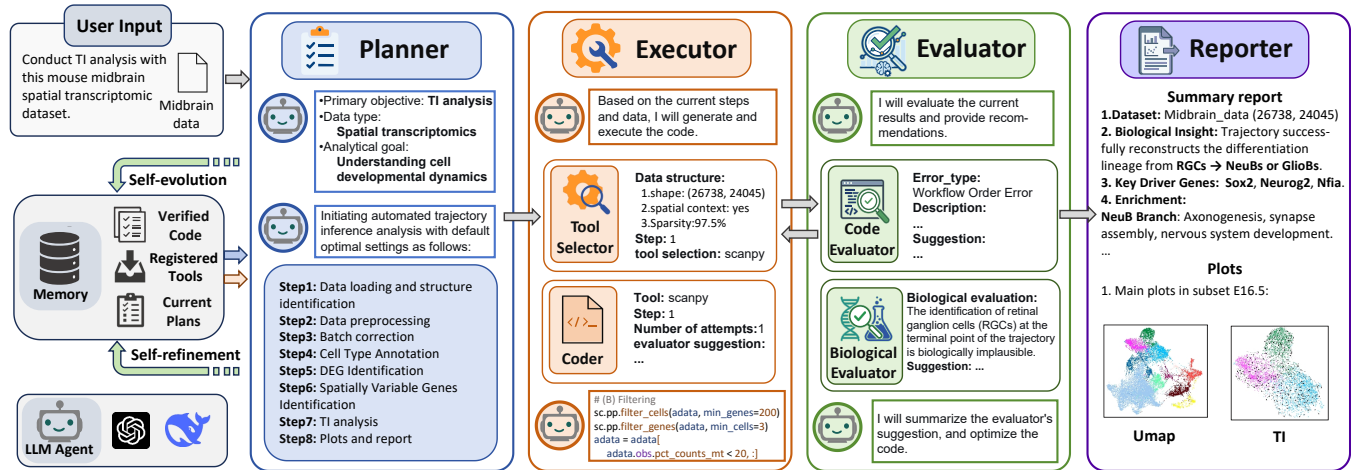 User Input
Conduct TI analysis with
this mouse midbrain
spatial transcriptomic
dataset.
Midbrain
data
Self-evolution
Memory
Verified
Code
Registered
Tools
Current
Plans
Self-refinement
LLM Agent
Planner
•Primary objective: TI analysis
•Data type:
Spatial transcriptomics
•Analytical goal:
Understanding cell
developmental dynamics
Initiating automated trajectory
inference analysis with default
optimal settings as follows:
Step1: Data loading and structure
identification
Step2: Data preprocessing
Step3: Batch correction
Step4: Cell Type Annotation
Step5: DEG Identification
Step6: Spatially Variable Genes
Identification
Step7: TI analysis
Step8: Plots and report
Executor
Based on the current steps
and data, I will generate and
execute the code.
Tool
Selector
Data structure:
1.shape: (26738, 24045)
2.spatial context: yes
3.Sparsity:97.5%
Step: 1
tool selection: scanpy
</>_
Coder
Tool: scanpy
Step: 1
Number of attempts:1
evaluator suggestion:
...
# (B) Filtering
sc.pp.filter_cells(adata, min_genes=200)
sc.pp.filter_genes(adata, min_cells=3)
adata = adata[
adata.obs.pct_counts_mt < 20, :]
Evaluator
I will evaluate the current
results and provide recom-
mendations.
Code
Evaluator
Error_type:
Workflow Order Error
Description:
...
Suggestion:
...
Biological
Evaluator
Biological evaluation:
The identification of retinal
ganglion cells (RGCs) at the
terminal point of the trajectory
is biologically implausible.
Suggestion: ...
I will summarize the evaluator's
suggestion, and optimize the
code.
Reporter
Summary report
1.Dataset: Midbrain_data (26738, 24045)
2. Biological Insight: Trajectory success-
fully reconstructs the differentiation
lineage from RGCs → NeuBs or GlioBs.
3. Key Driver Genes: Sox2, Neurog2, Nfia.
4. Enrichment:
NeuB Branch: Axonogenesis, synapse
assembly, nervous system development.
...
Plots
1. Main plots in subset E16.5:
Umap
TI